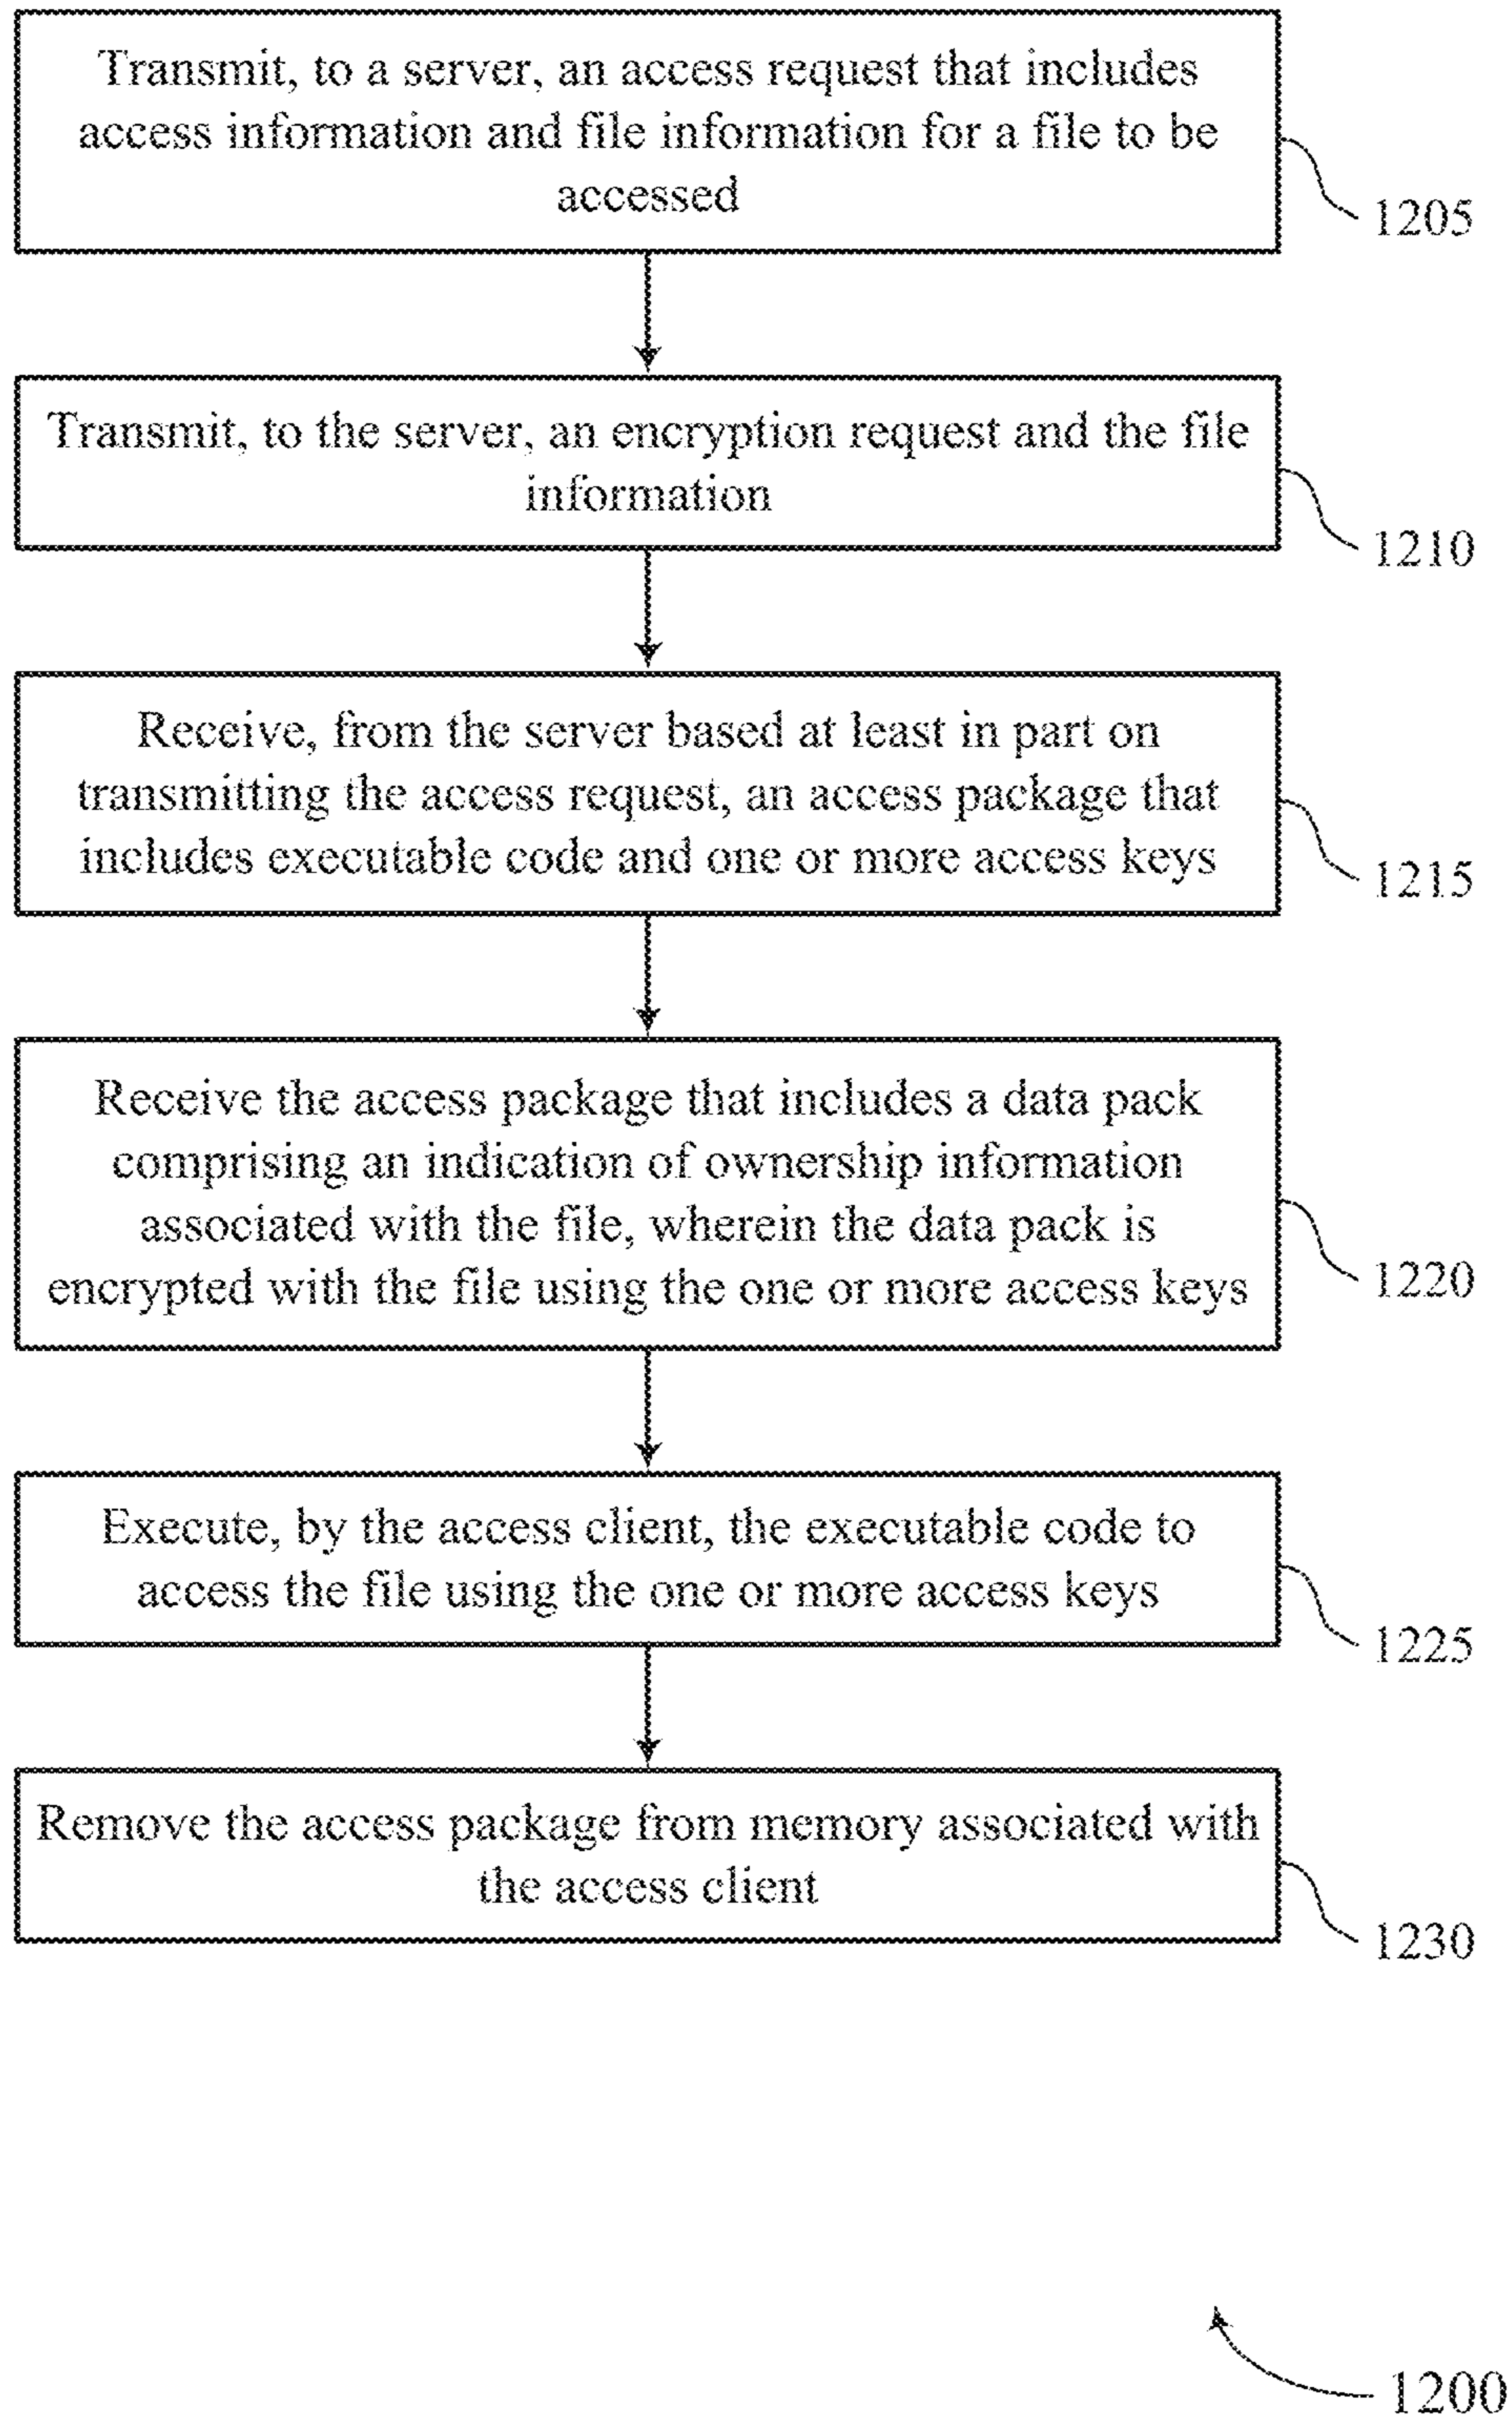 Transmit, to a server, an access request that includes
access information and file information for a file to be
accessed
1205
Transmit, to the server, an encryption request and the file
information
1210
Receive, from the server based at least in part on
transmitting the access request, an access package that
includes executable code and one or more access keys
1215
Receive the access package that includes a data pack
comprising an indication of ownership information
associated with the file, wherein the data pack is
encrypted with the file using the one or more access keys
1220
Execute, by the access client, the executable code to
access the file using the one or more access keys
1225
Remove the access package from memory associated with
the access client
1230
1200